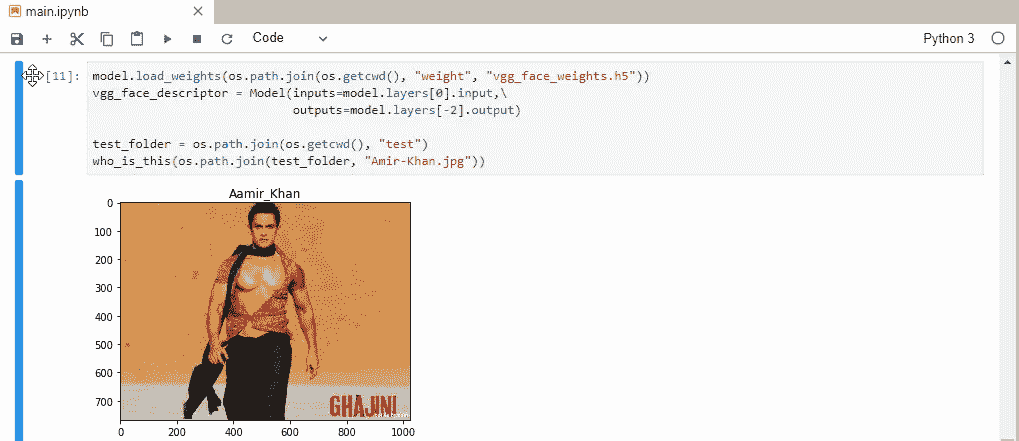 main.ipynb
Code
Python 3
[11]:
model.load_weights(os.path.join(os.getcwd(), "weight", "vgg_face_weights.h5"))
vgg_face_descriptor = Model(inputs=model.layers[0].input,\
outputs=model.layers[-2].output)
test_folder = os.path.join(os.getcwd(), "test")
who_is_this(os.path.join(test_folder, "Amir-Khan.jpg"))
Aamir_Khan
0
100
200
300
400
500
600
700
GHAJINI
0 200 400 600 800 1000